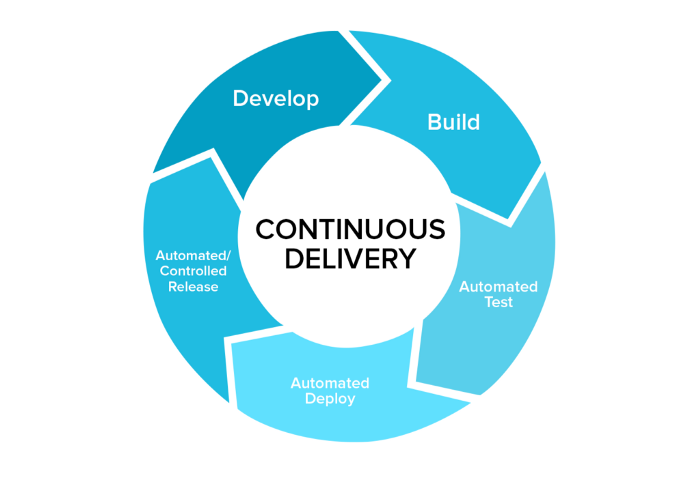 Develop
Build
CONTINUOUS
DELIVERY
Automated/
Controlled
Release
Automated
Test
Automated
Deploy